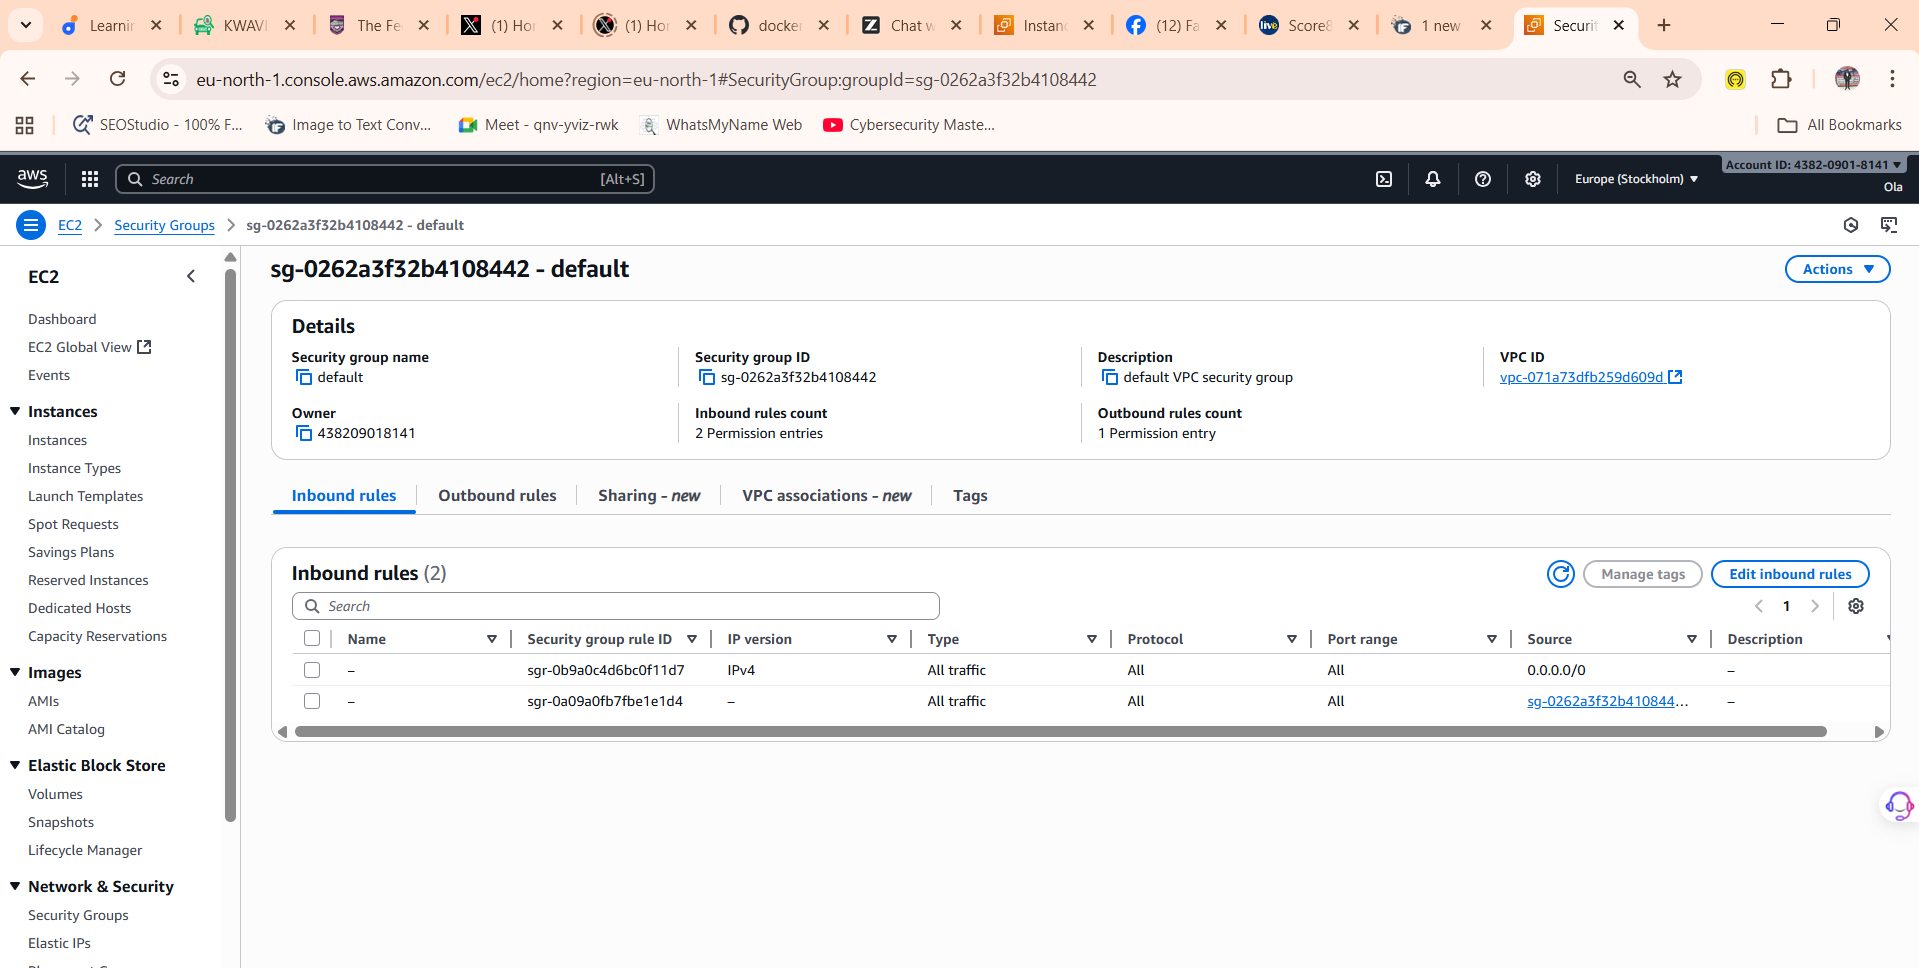 Learnin
KWAVI
The Fe
(1) Hor
(1) Hor
docker
Chat w
Instanc
(12) Fa
Score8
1 new
Securit
eu-north-1.console.aws.amazon.com/ec2/home?region=eu-north-1#SecurityGroup:groupId=sg-0262a3f32b4108442
SEOStudio - 100% F...
Image to Text Conv...
Meet - qnv-yviz-rwk
WhatsMyName Web
Cybersecurity Maste...
All Bookmarks
aws
Search [Alt+S]
Europe (Stockholm)
Account ID: 4382-0901-8141
Ola
EC2
Security Groups
sg-0262a3f32b4108442 - default
EC2
Dashboard
EC2 Global View
Events
Instances
Instances
Instance Types
Launch Templates
Spot Requests
Savings Plans
Reserved Instances
Dedicated Hosts
Capacity Reservations
Images
AMIs
AMI Catalog
Elastic Block Store
Volumes
Snapshots
Lifecycle Manager
Network & Security
Security Groups
Elastic IPs
sg-0262a3f32b4108442 - default
Actions
Details
Security group name
default
Security group ID
sg-0262a3f32b4108442
Description
default VPC security group
VPC ID
vpc-071a73dfb259d609d
Owner
438209018141
Inbound rules count
2 Permission entries
Outbound rules count
1 Permission entry
Inbound rules
Outbound rules
Sharing - new
VPC associations - new
Tags
Inbound rules (2)
Manage tags
Edit inbound rules
Search
1
Name Security group rule ID IP version Type Protocol Port range Source Description
– sgr-0b9a0c4d6bc0f11d7 IPv4 All traffic All All 0.0.0.0/0 –
– sgr-0a09a0fb7fbe1e1d4 – All traffic All All sg-0262a3f32b410844... –